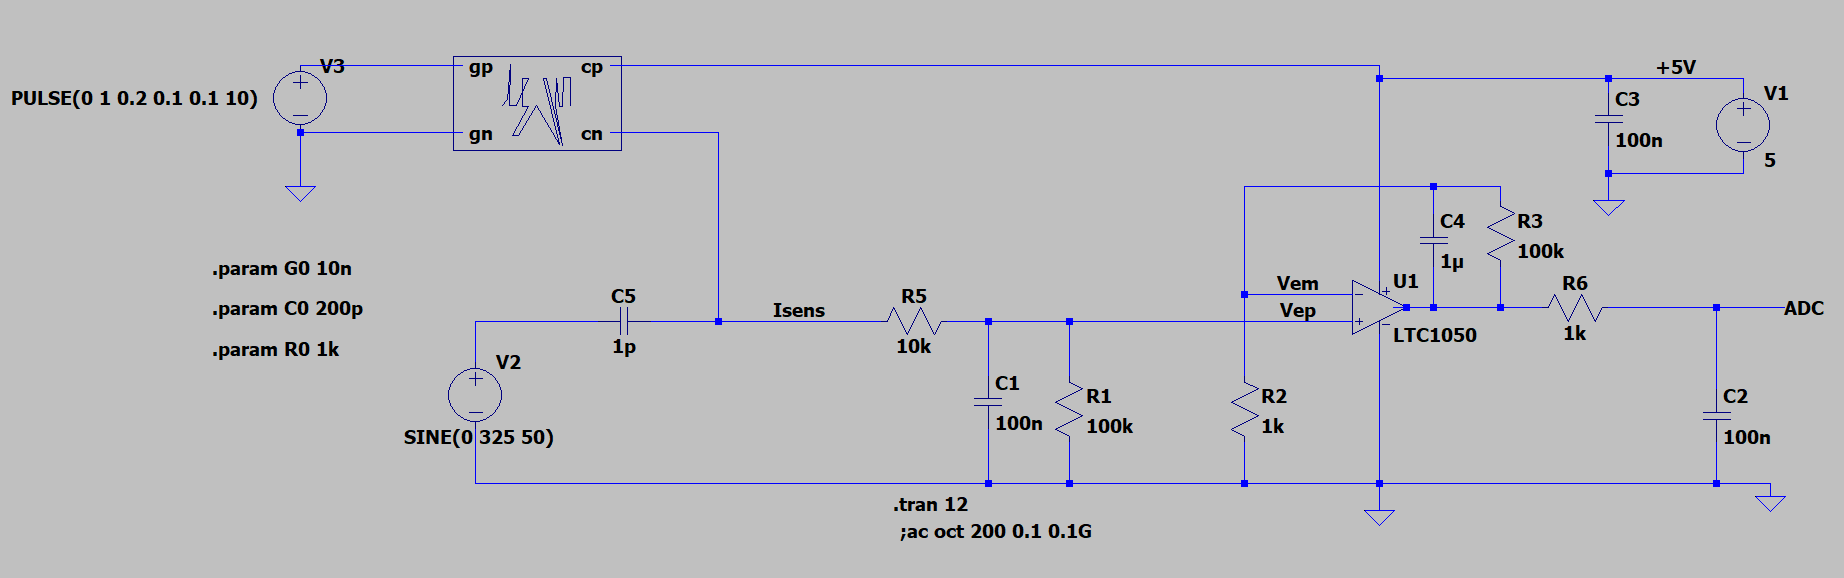 V3
PULSE(0 1 0.2 0.1 0.1 10)
gp
cp
gn
cn
+5V
V1
5
C3
100n
.param G0 10n
.param C0 200p
.param R0 1k
C5
1p
Isens
R5
10k
Vem
Vep
U1
LTC1050
C4
1µ
R3
100k
R6
1k
ADC
V2
SINE(0 325 50)
C1
100n
R1
100k
R2
1k
C2
100n
.tran 12
;ac oct 200 0.1 0.1G